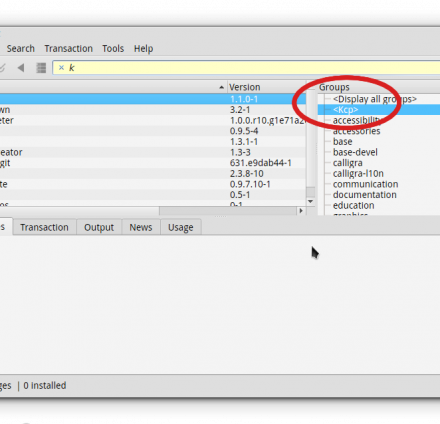 Search Transaction Tools Help
k
Version Groups
1.1.0-1 <Display all groups>
3.2-1 <Kcp>
1.0.0.r10.g1e71a2 accessibility
0.9.5-4 accessories
1.3.1-1 base
eator 1.3-3 base-devel
git 631.e9dab44-1 calligra
2.3.8-10 calligra-l10n
te 0.9.7.10-1 communication
0.5-1 documentation
os 0-1 education
graphics
Transaction Output News Usage
ges | 0 installed